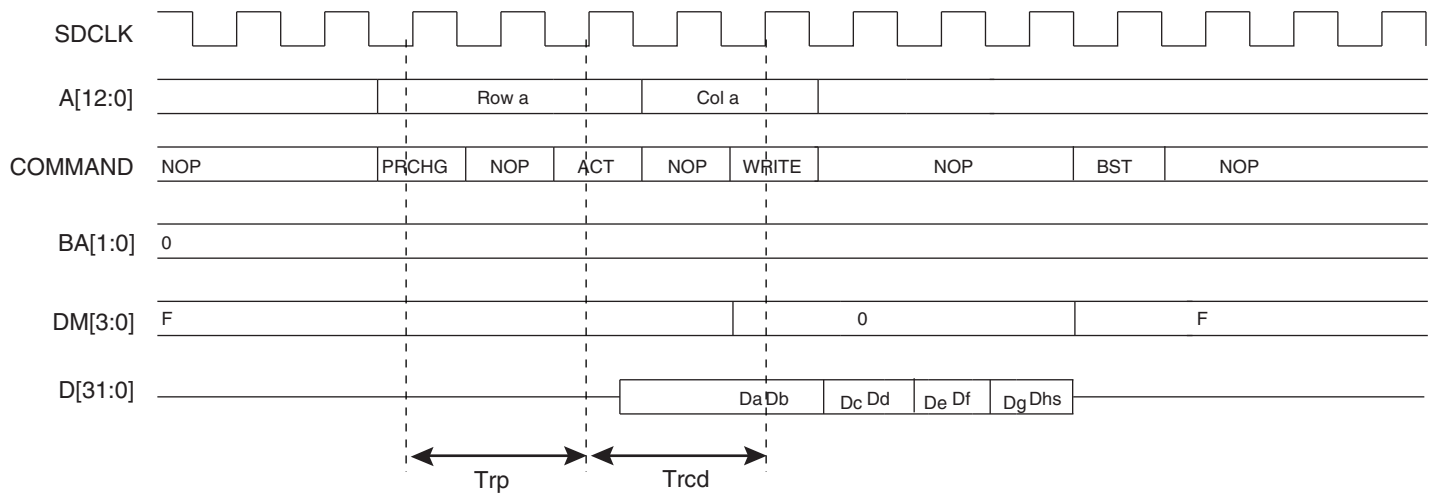 SDCLK
A[12:0] Row a Col a
COMMAND NOP PRCHG NOP ACT NOP WRITE NOP BST NOP
BA[1:0] 0
DM[3:0] F 0 F
D[31:0] Da Db Dc Dd De Df Dg Dhs
Trp Trcd